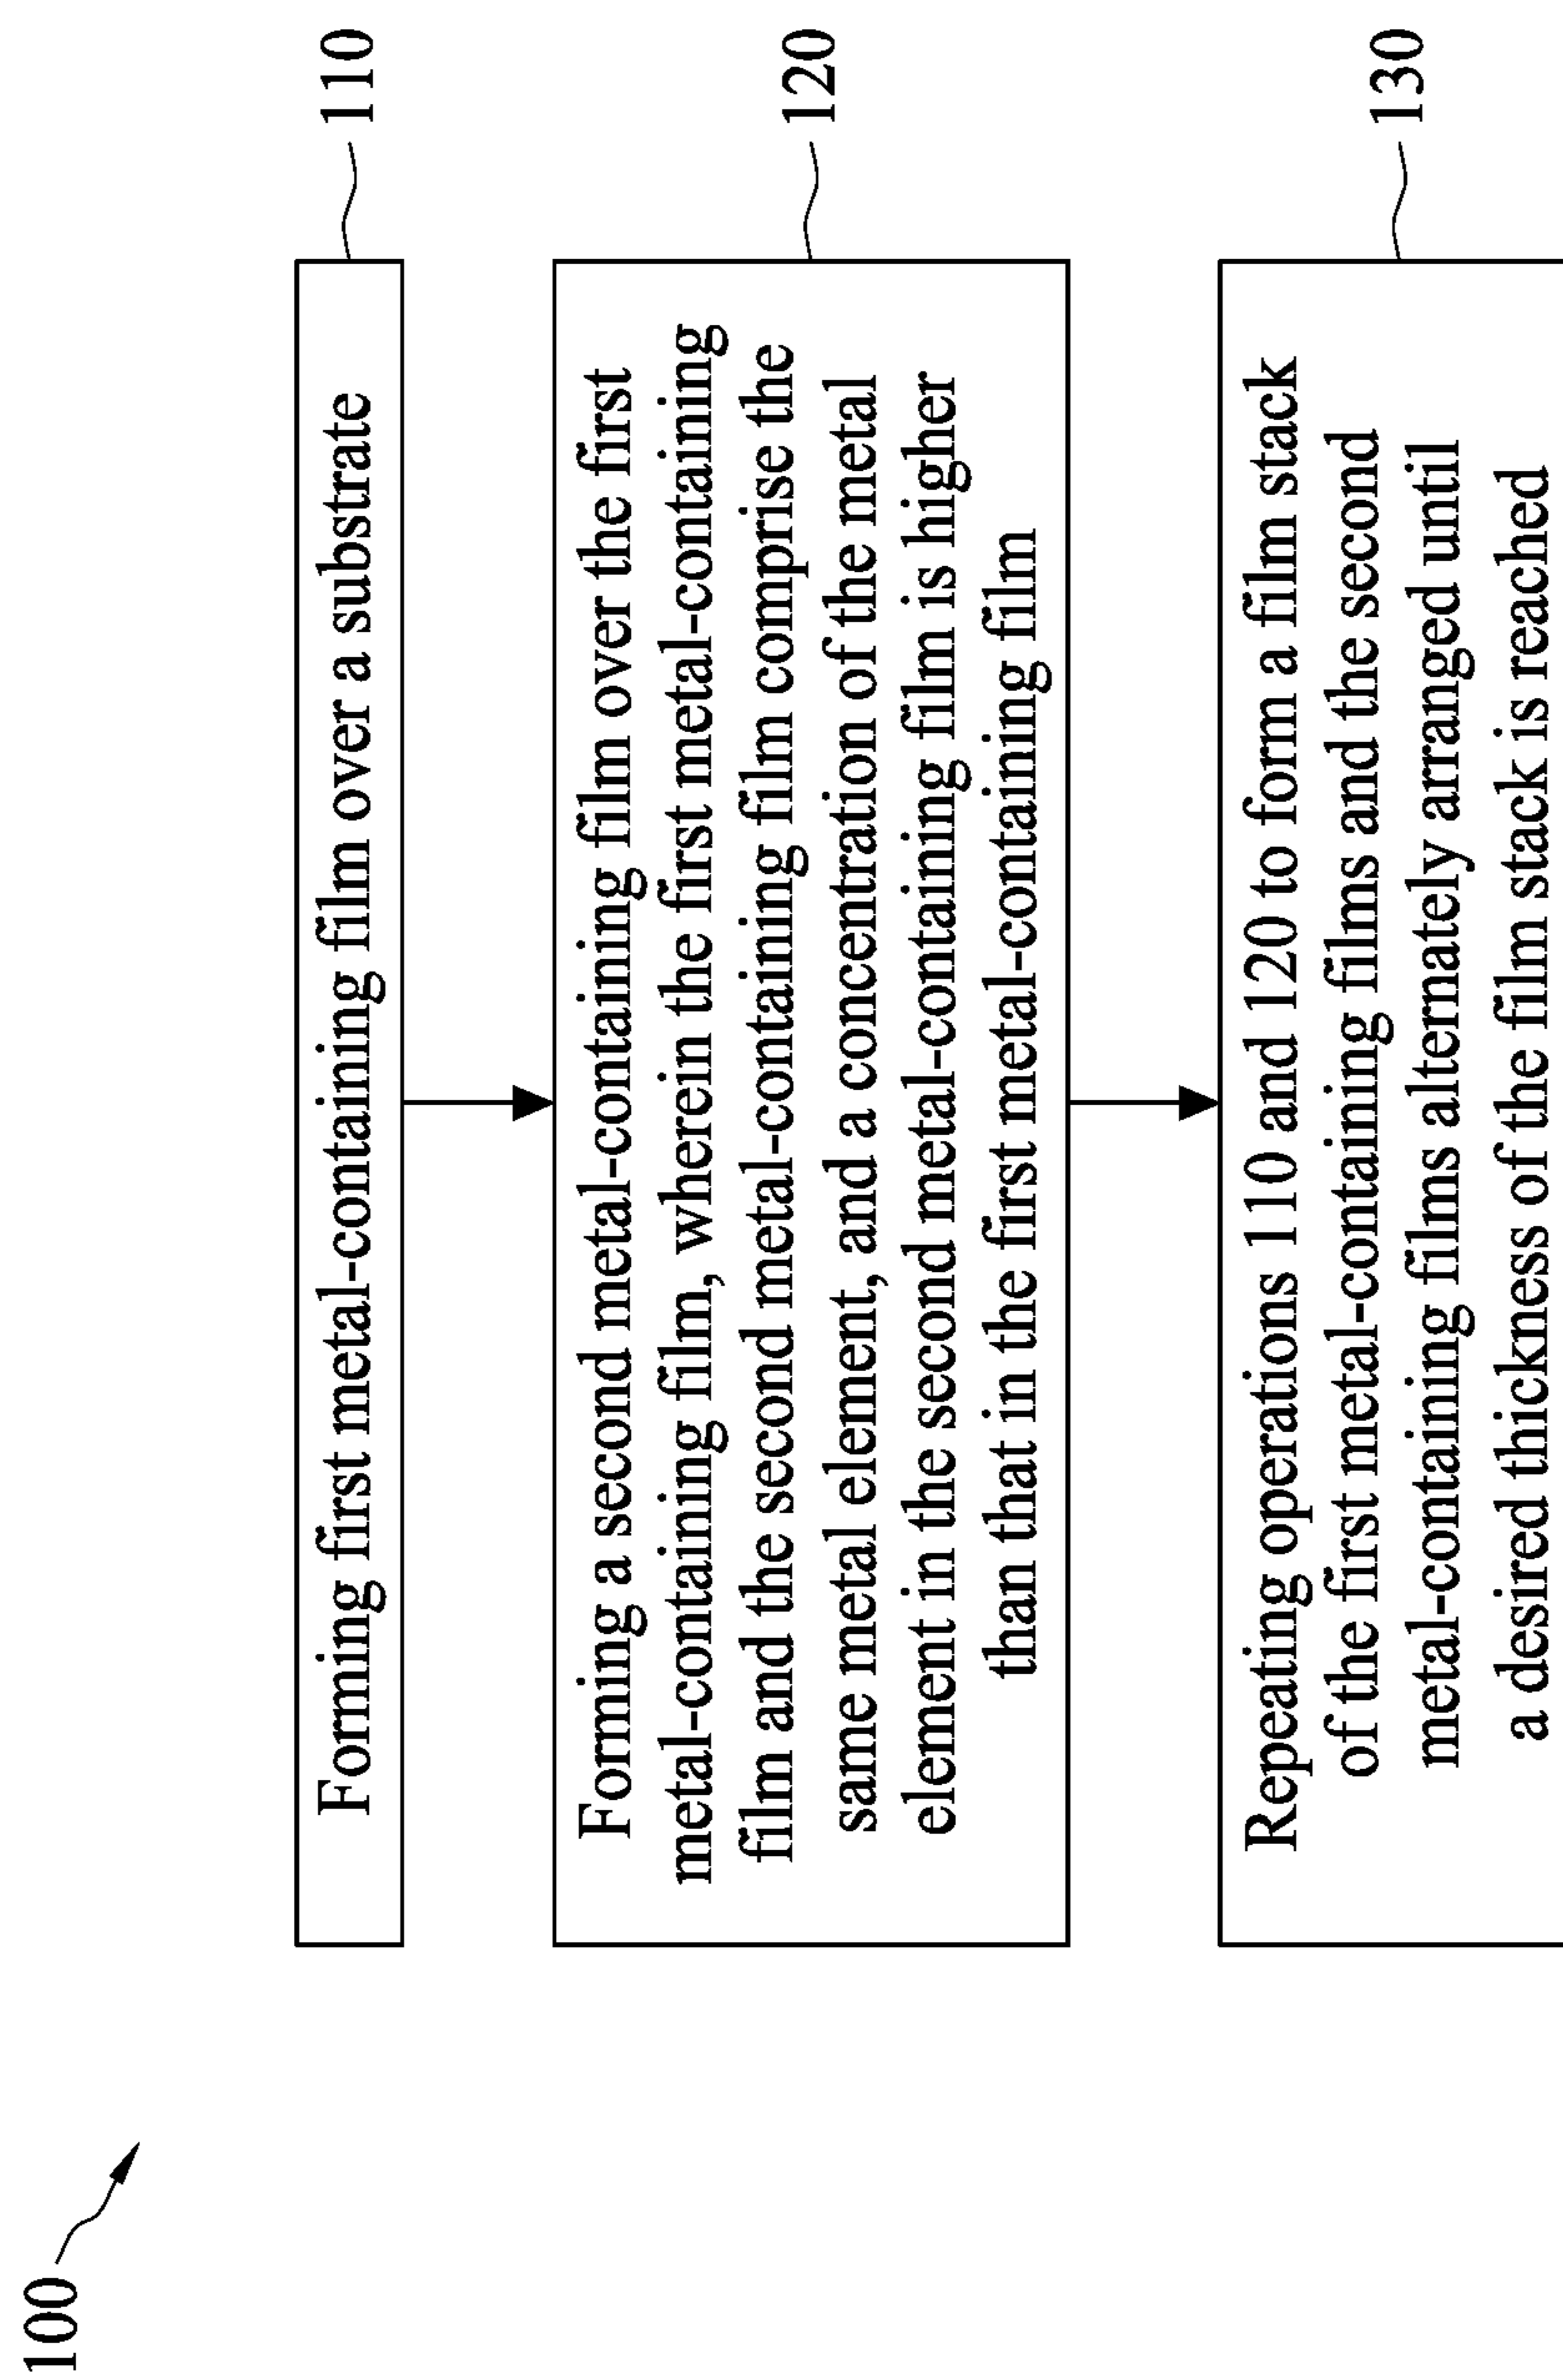 100
Forming first metal-containing film over a substrate
110
Forming a second metal-containing film over the first
metal-containing film, wherein the first metal-containing
film and the second metal-containing film comprise the
same metal element, and a concentration of the metal
element in the second metal-containing film is higher
than that in the first metal-containing film
120
Repeating operations 110 and 120 to form a film stack
of the first metal-containing films and the second
metal-containing films alternately arranged until
a desired thickness of the film stack is reached
130